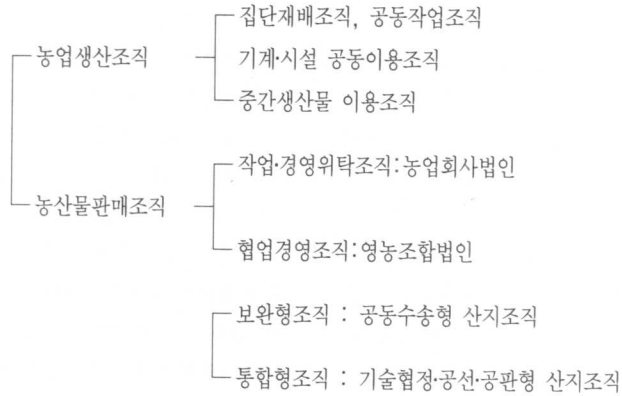 집단재배조직, 공동작업조직
농업생산조직
기계·시설 공동이용조직
중간생산물 이용조직
작업·경영위탁조직:농업회사법인
농산물판매조직
협업경영조직:영농조합법인
보완형조직 : 공동수송형 산지조직
통합형조직 : 기술협정·공선·공판형 산지조직